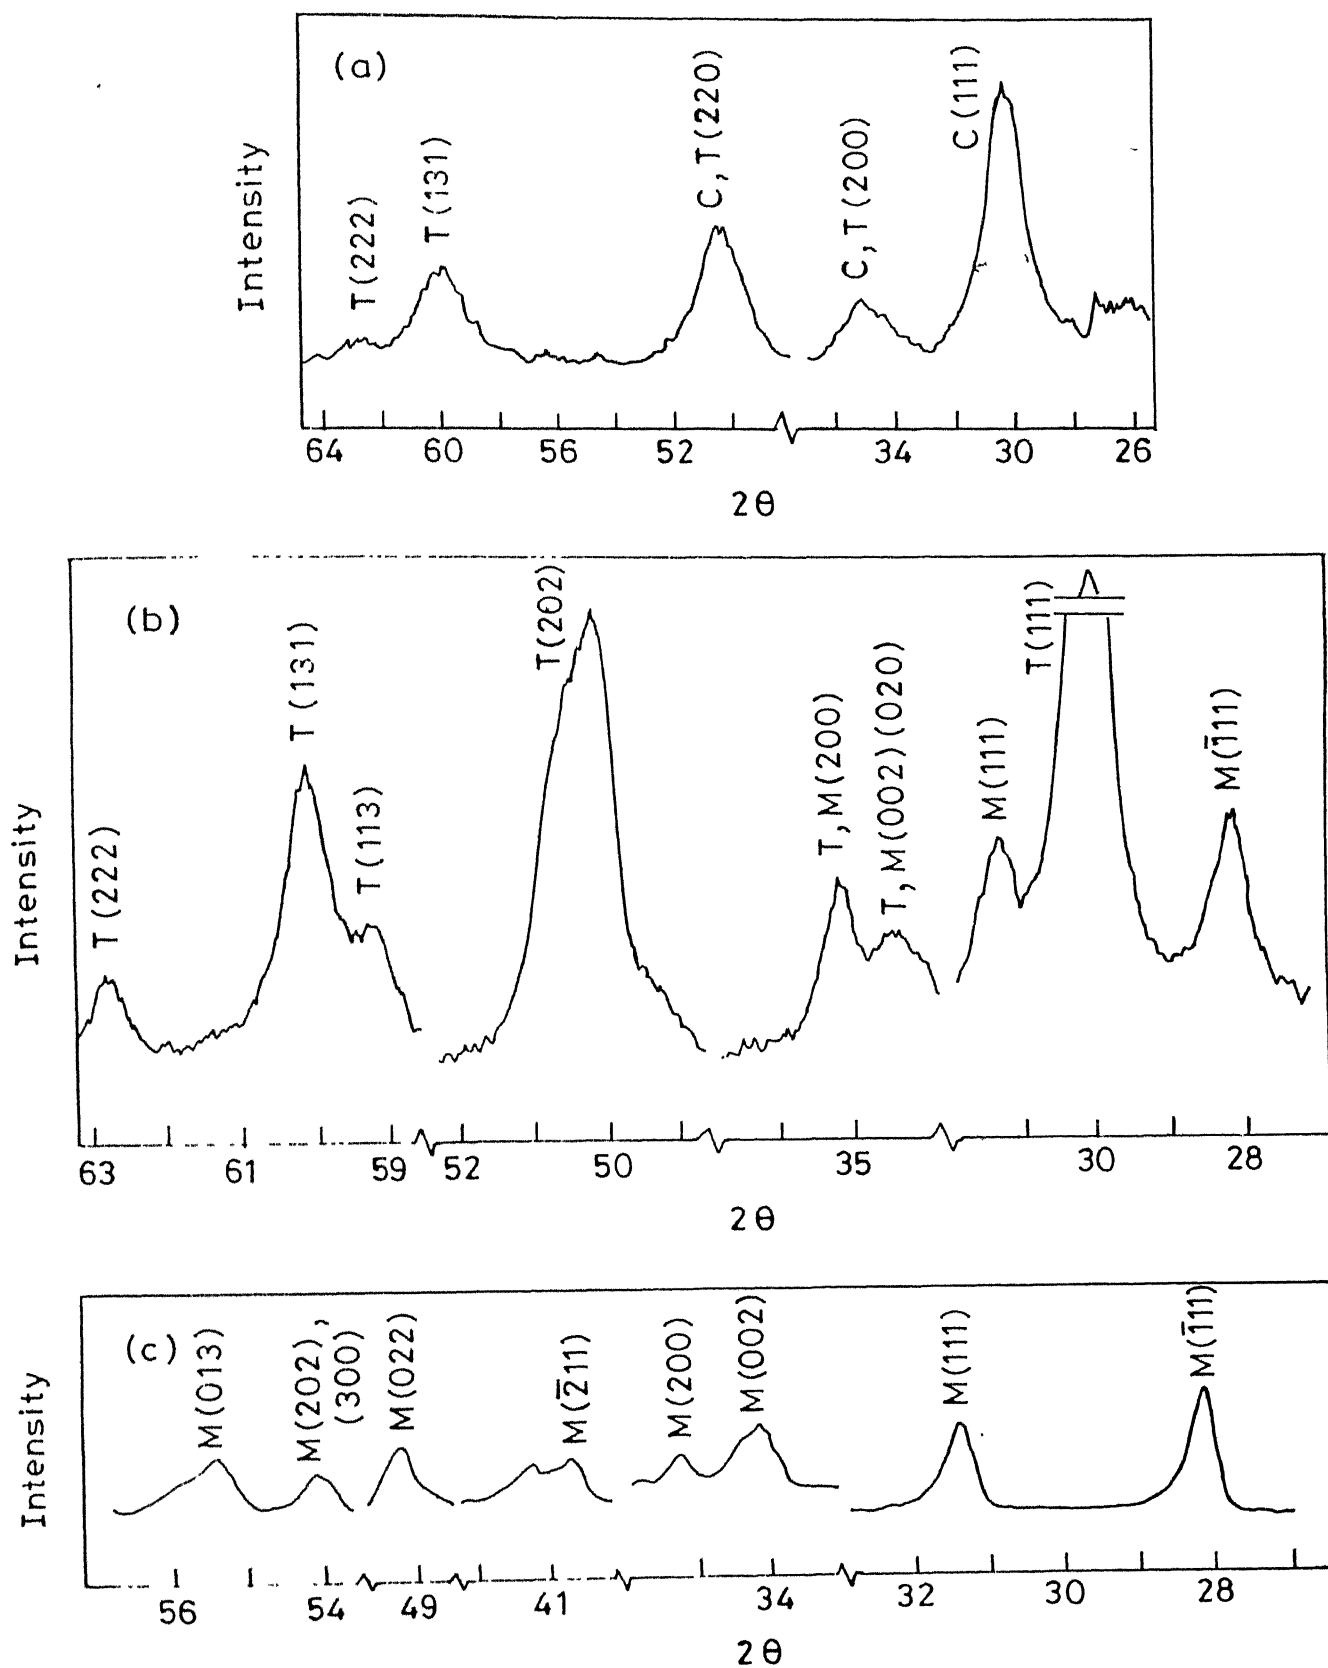 (a)
Intensity
T(222)
T(131)
C,T(220)
C,T(200)
C(111)
64 60 56 52 34 30 26
2θ
(b)
Intensity
T(222)
T(131)
T(113)
T(202)
T,M(200)
T,M(002)(020)
M(111)
T(111)
M(1̅11)
63 61 59 52 50 35 30 28
2θ
(c)
Intensity
M(013)
M(202),
(300)
M(022)
M(2̅11)
M(200)
M(002)
M(111)
M(1̅11)
56 54 49 41 34 32 30 28
2θ